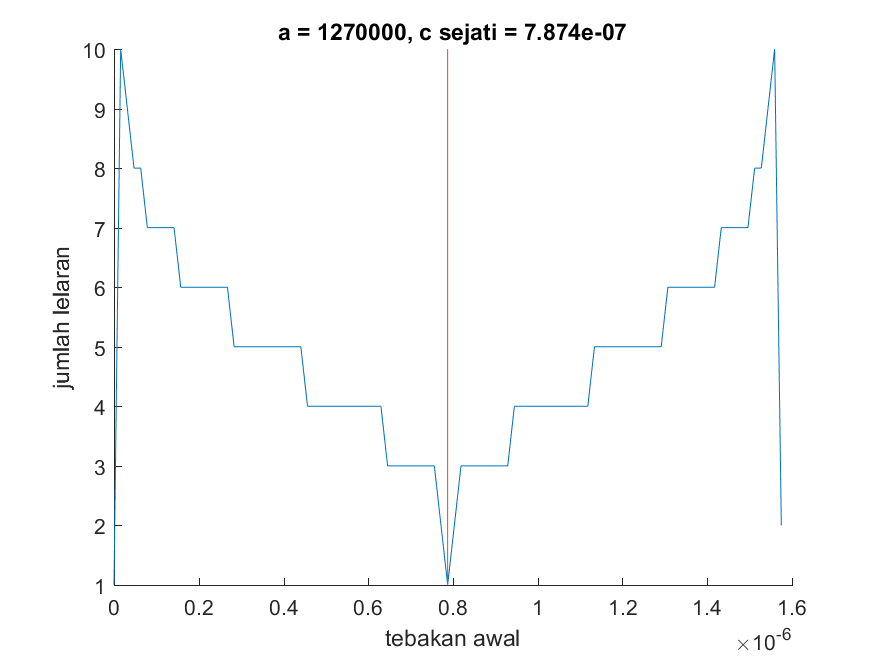 a = 1270000, c sejati = 7.874e-07
10
9
8
7
6
5
4
3
2
1
jumlah lelaran
0 0.2 0.4 0.6 0.8 1 1.2 1.4 1.6
×10-6
tebakan awal